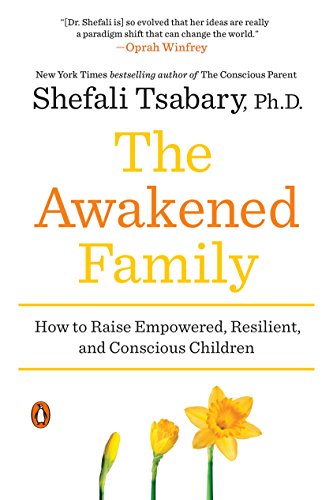 "[Dr. Shefali is] so evolved that her ideas are really
a paradigm shift that can change the world."
—Oprah Winfrey
New York Times bestselling author of The Conscious Parent
Shefali Tsabary, Ph.D.
The
Awakened
Family
How to Raise Empowered, Resilient,
and Conscious Children